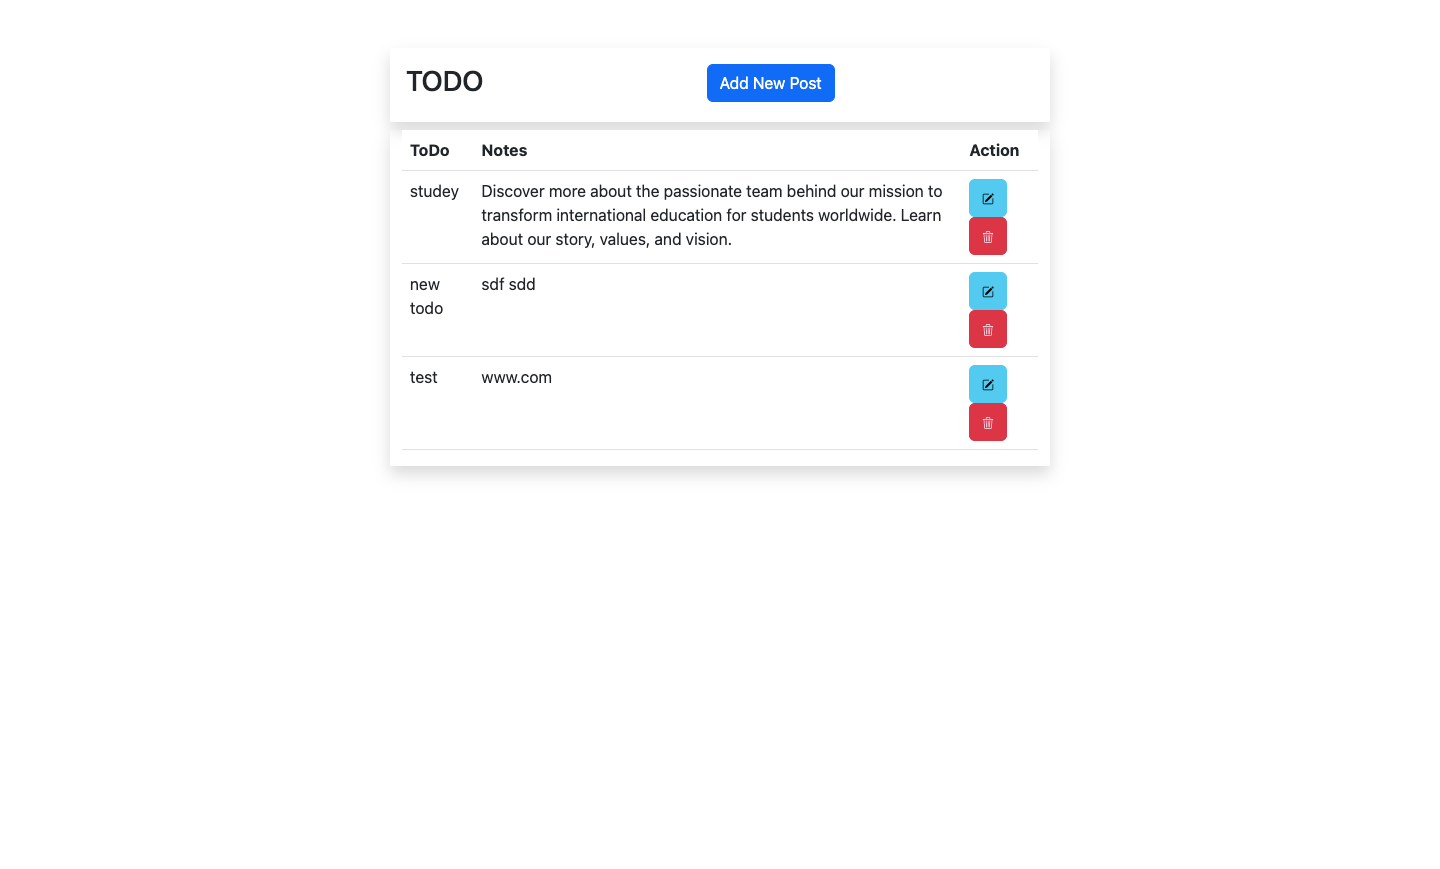 TODO
Add New Post
ToDo Notes Action
studey Discover more about the passionate team behind our mission to
transform international education for students worldwide. Learn
about our story, values, and vision.
new sdf sdd
todo
test www.com